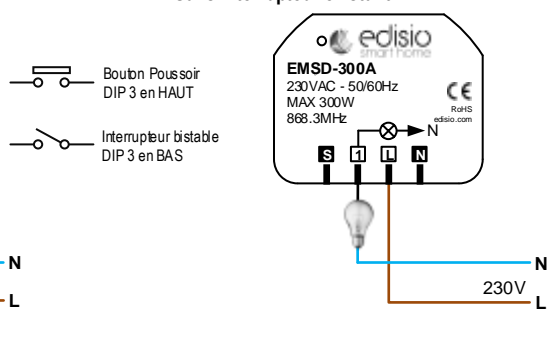 edisio
smart home
EMSD-300A
230VAC - 50/60Hz
MAX 300W
868.3MHz
CE
RoHS
edisio.com
N
S 1 L N
Bouton Poussoir
DIP 3 en HAUT
Interrupteur bistable
DIP 3 en BAS
N
L
N
230V
L